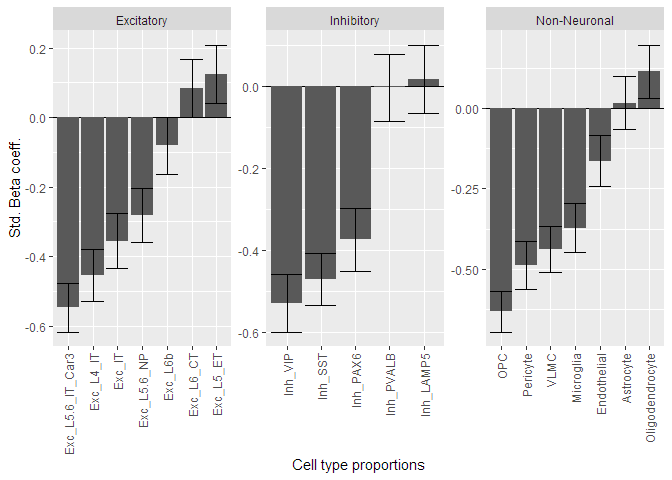 Excitatory
Inhibitory
Non-Neuronal
Std. Beta coeff.
0.2
0.0
-0.2
-0.4
-0.6
0.0
-0.2
-0.4
-0.6
0.00
-0.25
-0.50
Exc_L5.6_IT_Car3
Exc_L4_IT
Exc_IT
Exc_L5.6_NP
Exc_L6b
Exc_L6_CT
Exc_L5_ET
Inh_VIP
Inh_SST
Inh_PAX6
Inh_PVALB
Inh_LAMP5
OPC
Pericyte
VLMC
Microglia
Endothelial
Astrocyte
Oligodendrocyte
Cell type proportions